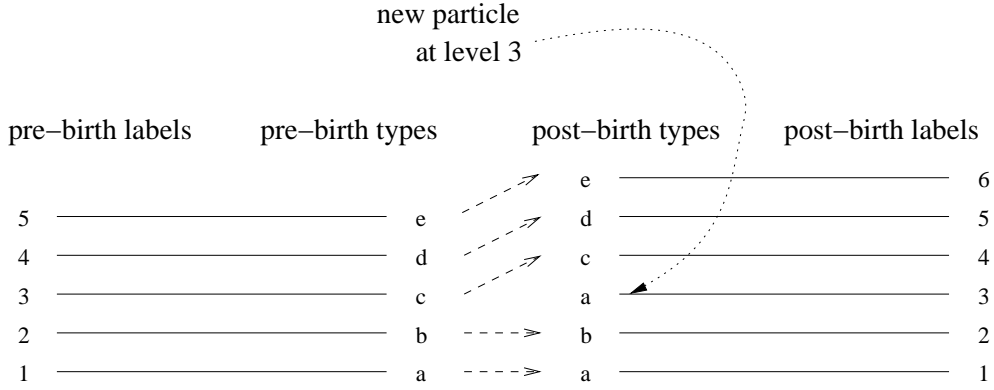 new particle
at level 3
pre−birth labels pre−birth types post−birth types post−birth labels
e 6
5 e d 5
4 d c 4
3 c a 3
2 b b 2
1 a a 1